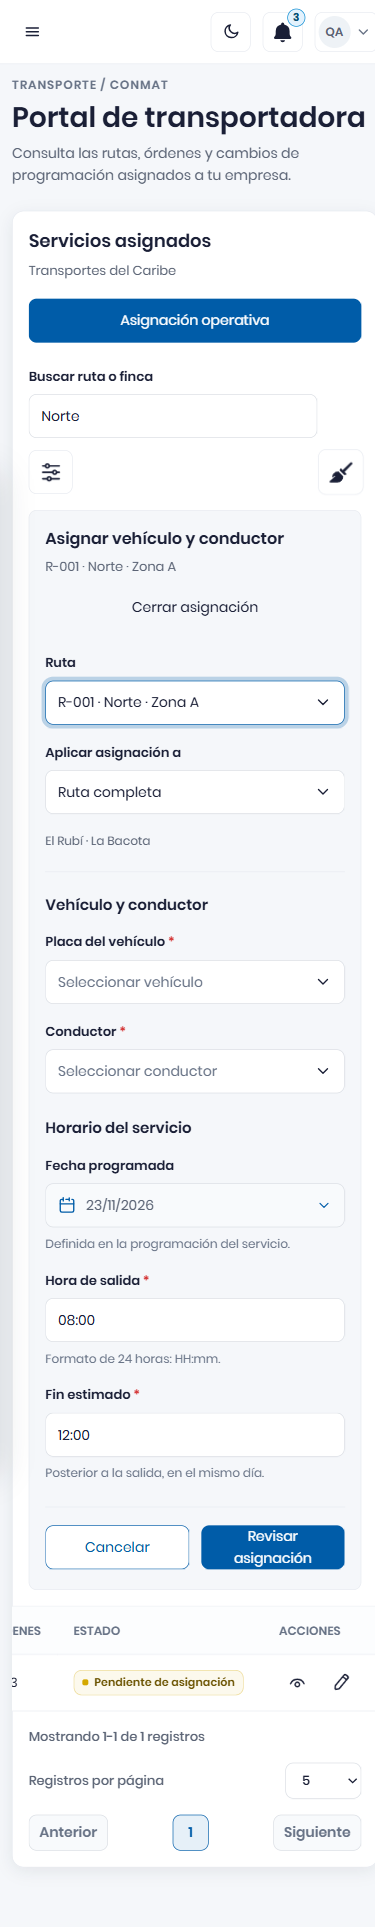 3
QA
TRANSPORTE / CONMAT
Portal de transportadora
Consulta las rutas, órdenes y cambios de
programación asignados a tu empresa.
Servicios asignados
Transportes del Caribe
Asignación operativa
Buscar ruta o finca
Norte
Asignar vehículo y conductor
R-001 · Norte · Zona A
Cerrar asignación
Ruta
R-001 · Norte · Zona A
Aplicar asignación a
Ruta completa
El Rubí · La Bacota
Vehículo y conductor
Placa del vehículo *
Seleccionar vehículo
Conductor *
Seleccionar conductor
Horario del servicio
Fecha programada
23/11/2026
Definida en la programación del servicio.
Hora de salida *
08:00
Formato de 24 horas: HH:mm.
Fin estimado *
12:00
Posterior a la salida, en el mismo día.
Cancelar
Revisar
asignación
ENES ESTADO ACCIONES
3 Pendiente de asignación
Mostrando 1-1 de 1 registros
Registros por página 5
Anterior 1 Siguiente